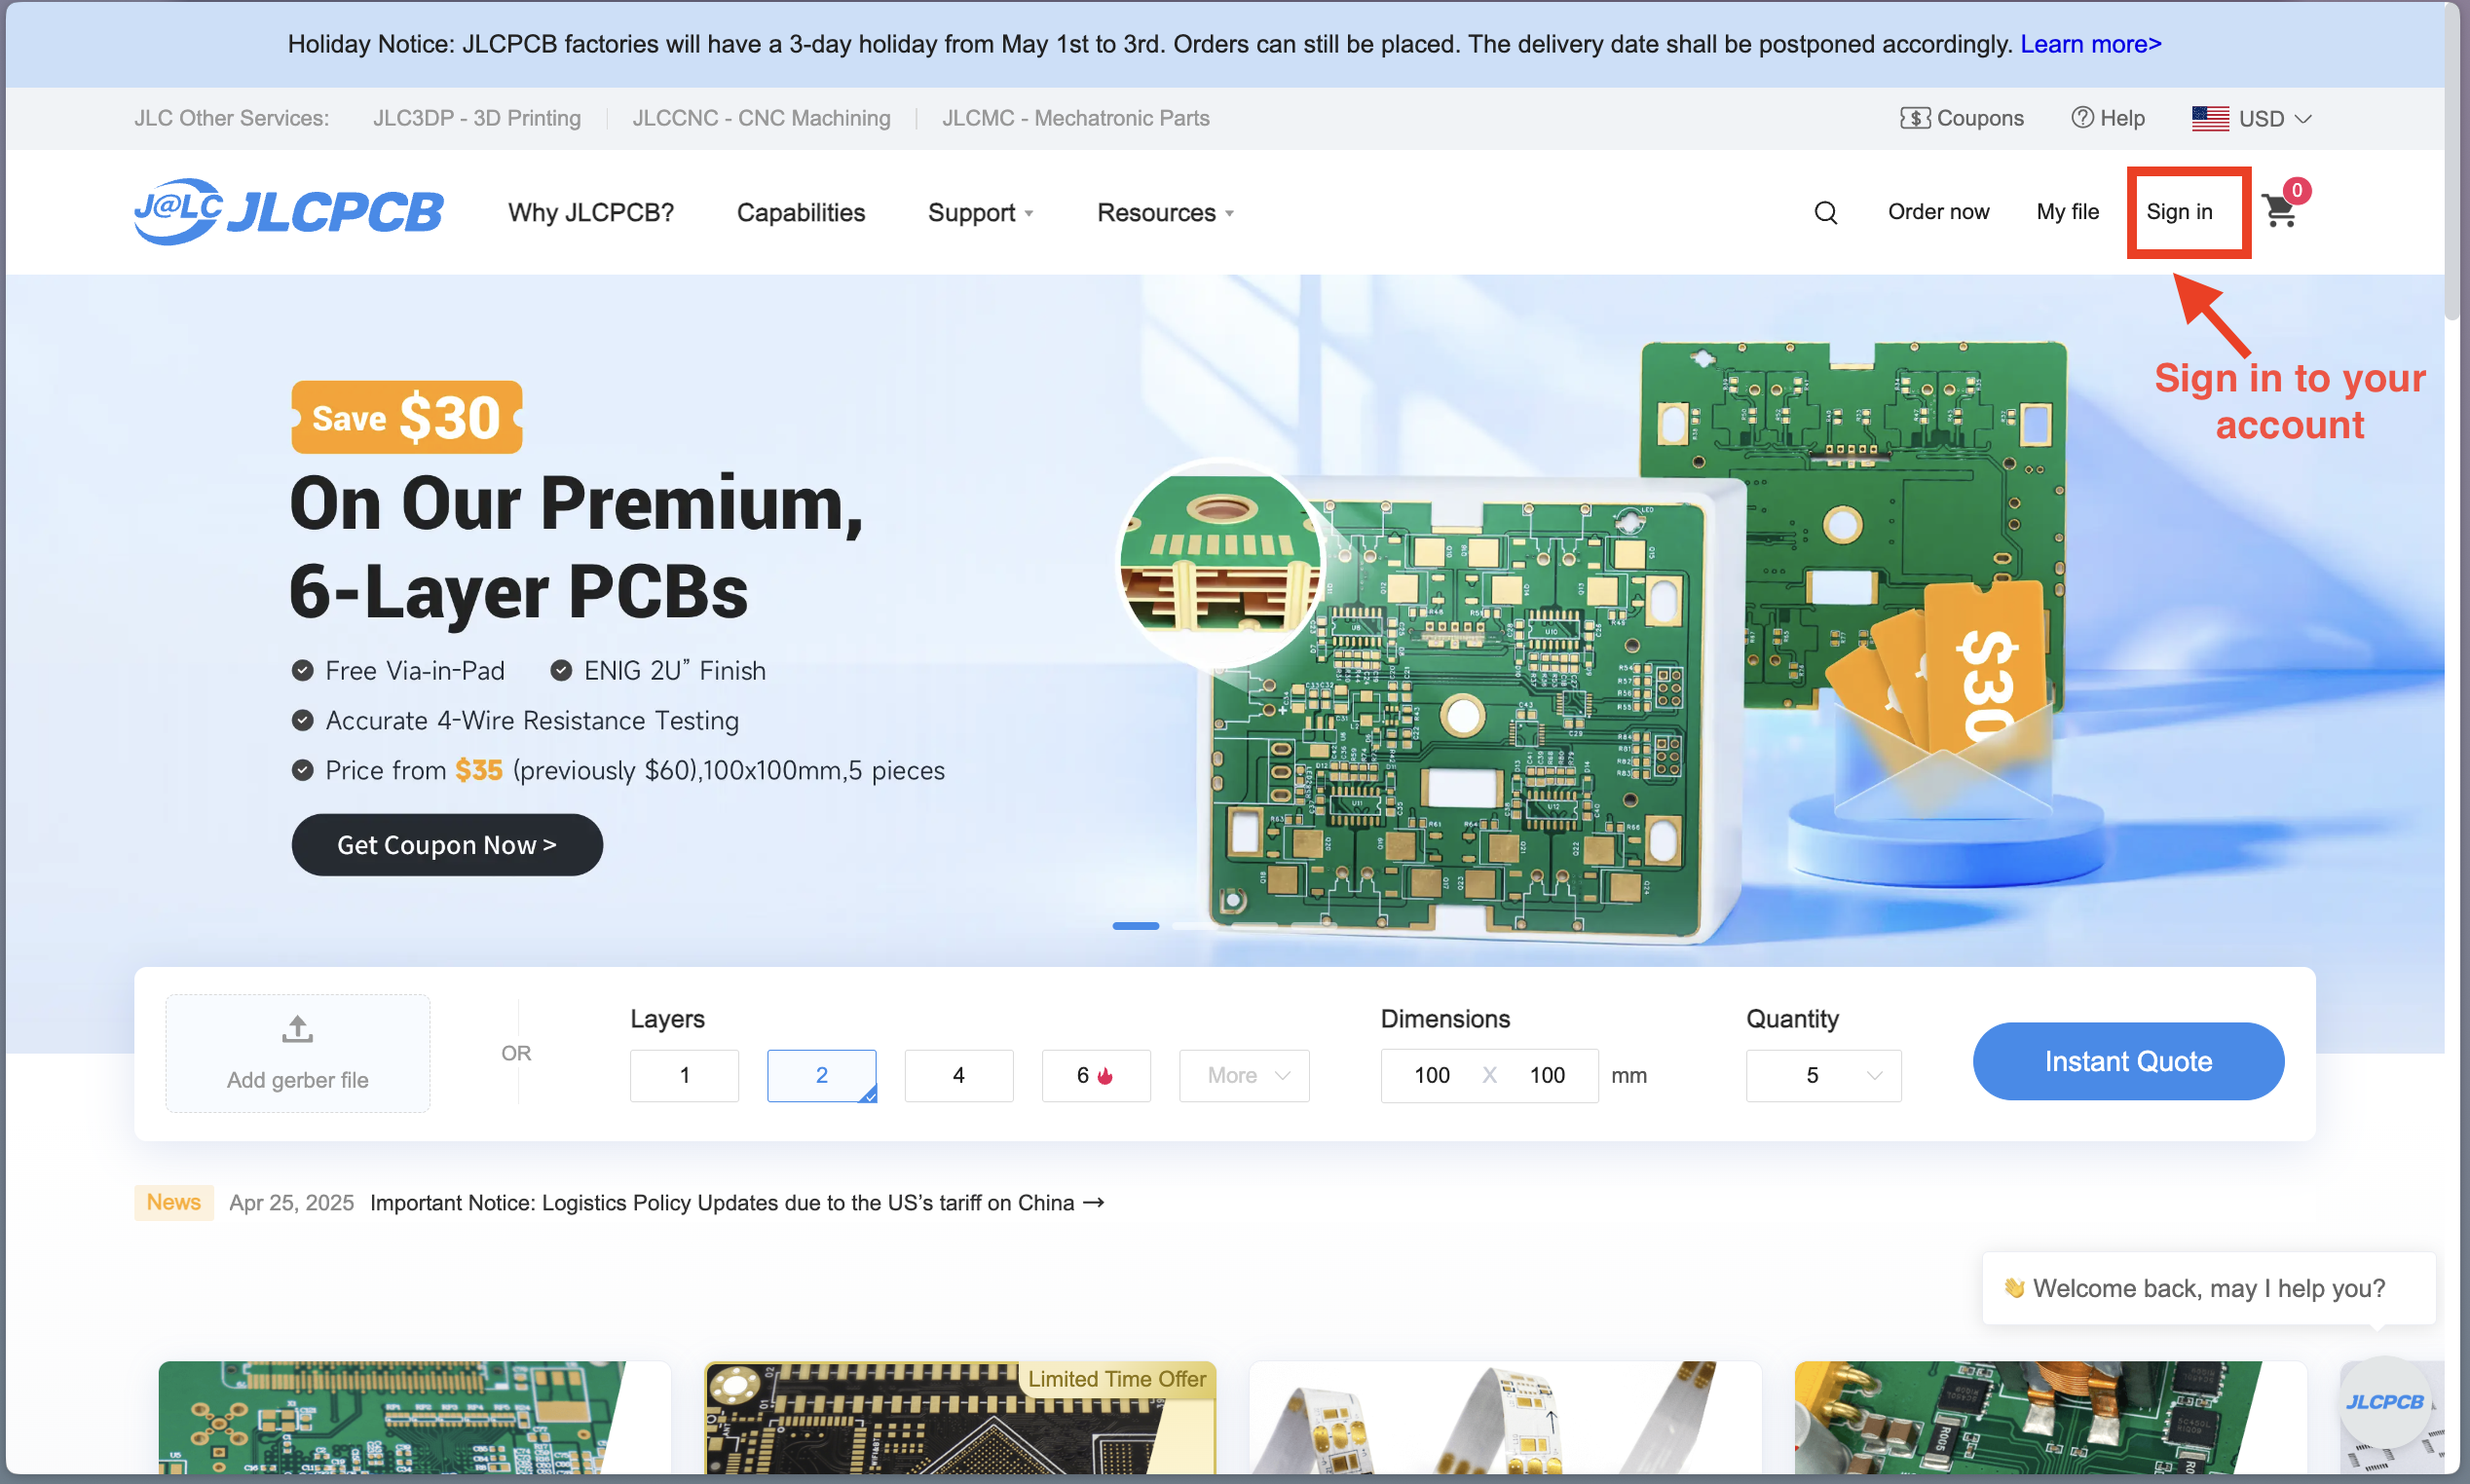 Holiday Notice: JLCPCB factories will have a 3-day holiday from May 1st to 3rd. Orders can still be placed. The delivery date shall be postponed accordingly. Learn more>
JLC Other Services: JLC3DP - 3D Printing JLCCNC - CNC Machining JLCMC - Mechatronic Parts $ Coupons ? Help USD
J@LC JLCPCB Why JLCPCB? Capabilities Support Resources Order now My file Sign in 0
Sign in to your
account
Save $30
On Our Premium,
6-Layer PCBs
Free Via-in-Pad ENIG 2U” Finish
Accurate 4-Wire Resistance Testing
Price from $35 (previously $60),100x100mm,5 pieces
Get Coupon Now >
$30
Layers Dimensions Quantity
Add gerber file OR 1 2 4 6 More 100 X 100 mm 5 Instant Quote
News Apr 25, 2025 Important Notice: Logistics Policy Updates due to the US’s tariff on China →
👋 Welcome back, may I help you?
Limited Time Offer
JLCPCB